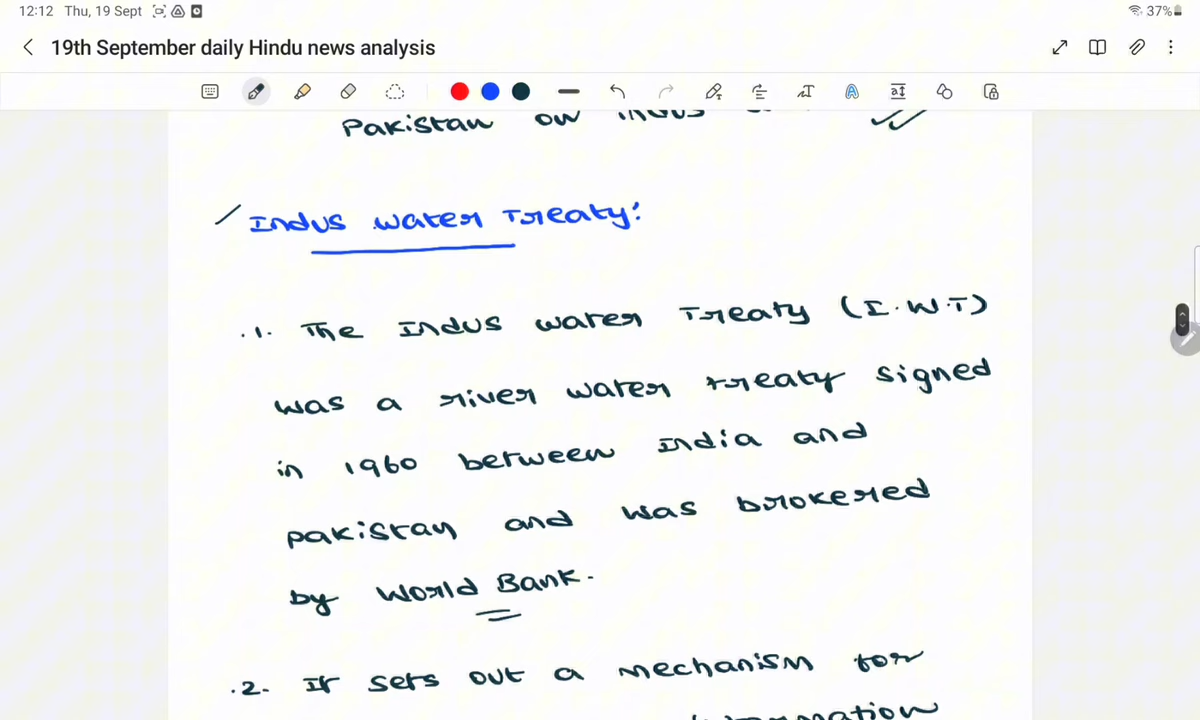 12:12 Thu, 19 Sept 37%
19th September daily Hindu news analysis
Pakistan on
Indus water Treaty:
.1. The Indus water Treaty (I.W.T)
was a river water treaty signed
in 1960 between India and
pakistan and was brokered
by World Bank.
.2. It sets out a mechanism for